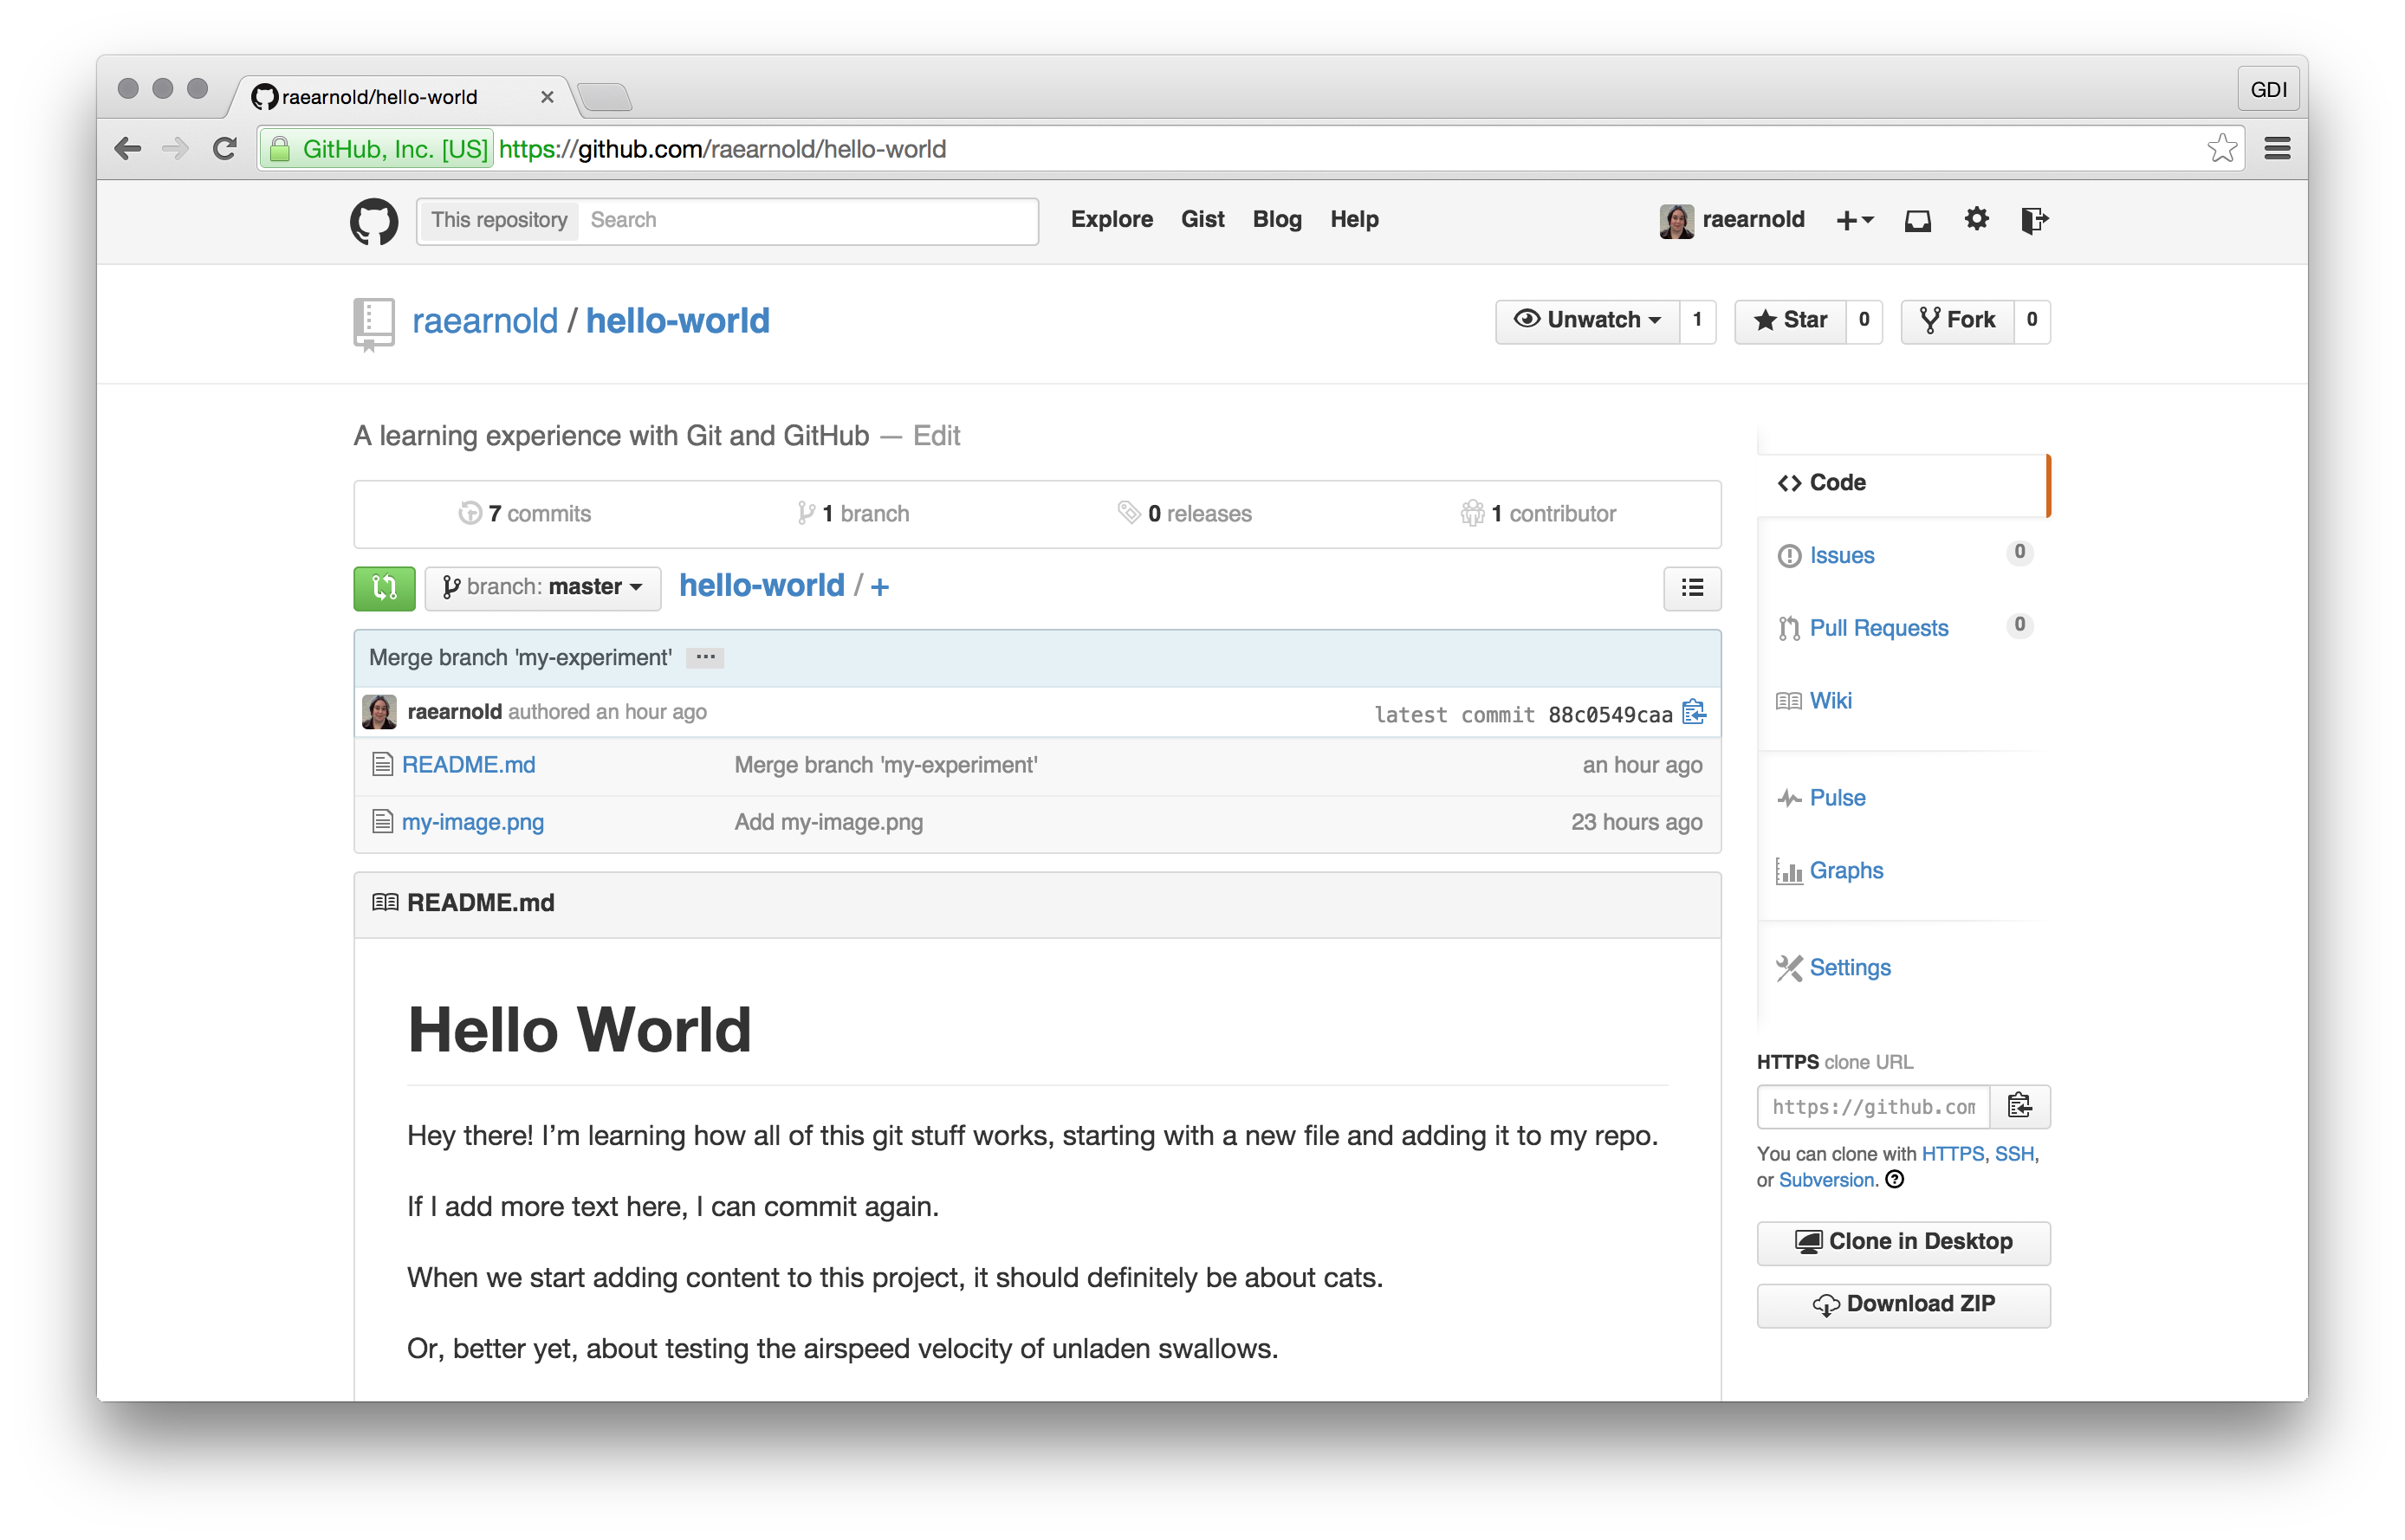 raearnold/hello-world
GDI
GitHub, Inc. [US] https://github.com/raearnold/hello-world
This repository Search Explore Gist Blog Help raearnold
raearnold / hello-world Unwatch 1 Star 0 Fork 0
A learning experience with Git and GitHub — Edit
7 commits 1 branch 0 releases 1 contributor
branch: master hello-world / +
Merge branch 'my-experiment' ...
raearnold authored an hour ago latest commit 88c0549caa
README.md Merge branch 'my-experiment' an hour ago
my-image.png Add my-image.png 23 hours ago
README.md
Hello World
Hey there! I’m learning how all of this git stuff works, starting with a new file and adding it to my repo.
If I add more text here, I can commit again.
When we start adding content to this project, it should definitely be about cats.
Or, better yet, about testing the airspeed velocity of unladen swallows.
Code
Issues 0
Pull Requests 0
Wiki
Pulse
Graphs
Settings
HTTPS clone URL
https://github.com
You can clone with HTTPS, SSH,
or Subversion.
Clone in Desktop
Download ZIP